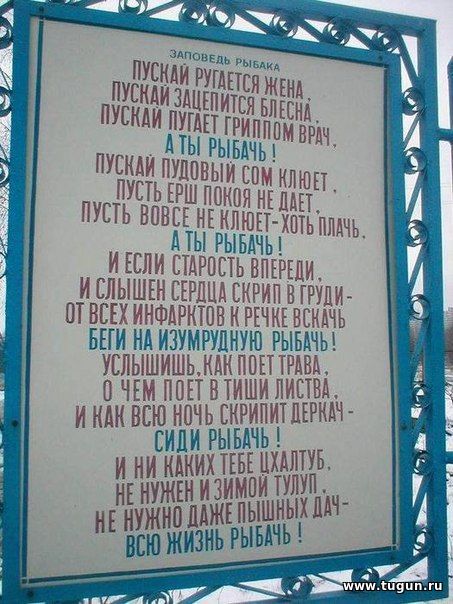 ЗАПОВЕДЬ РЫБАКА
ПУСКАЙ РУГАЕТСЯ ЖЕНА,
ПУСКАЙ ЗАЦЕПИТСЯ БЛЕСНА,
ПУСКАЙ ПУГАЕТ ГРИППОМ ВРАЧ,
А ТЫ РЫБАЧЬ!
ПУСКАЙ ПУДОВЫЙ СОМ КЛЮЕТ,
ПУСТЬ ЕРШ ПОКОЯ НЕ ДАЕТ,
ПУСТЬ ВОВСЕ НЕ КЛЮЕТ-ХОТЬ ПЛАЧЬ.
А ТЫ РЫБАЧЬ!
И ЕСЛИ СТАРОСТЬ ВПЕРЕДИ,
И СЛЫШЕН СЕРДЦА СКРИП В ГРУДИ-
ОТ ВСЕХ ИНФАРКТОВ К РЕЧКЕ ВСКАЧЬ
БЕГИ НА ИЗУМРУДНУЮ РЫБАЧЬ!
УСЛЫШИШЬ, КАК ПОЕТ ТРАВА,
О ЧЕМ ПОЕТ В ТИШИ ЛИСТВА,
И КАК ВСЮ НОЧЬ СКРИПИТ ДЕРКАЧ-
СИДИ РЫБАЧЬ!
И НИ КАКИХ ТЕБЕ ЦХАЛТУБ,
НЕ НУЖЕН И ЗИМОЙ ТУЛУП,
НЕ НУЖНО ДАЖЕ ПЫШНЫХ ДАЧ-
ВСЮ ЖИЗНЬ РЫБАЧЬ!
www.tugun.ru